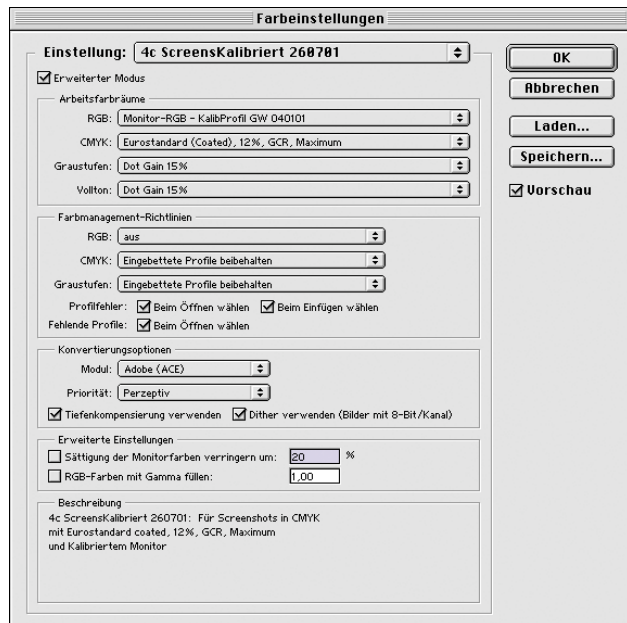 Farbeinstellungen
Einstellung: 4c ScreensKalibriert 260701
OK
Erweiterter Modus
Abbrechen
Arbeitsfarbräume
RGB: Monitor-RGB - KalibProfil GW 040101
Laden...
CMYK: Eurostandard (Coated), 12%, GCR, Maximum
Speichern...
Graustufen: Dot Gain 15%
Vollton: Dot Gain 15%
Vorschau
Farbmanagement-Richtlinien
RGB: aus
CMYK: Eingebettete Profile beibehalten
Graustufen: Eingebettete Profile beibehalten
Profilfehler: Beim Öffnen wählen Beim Einfügen wählen
Fehlende Profile: Beim Öffnen wählen
Konvertierungsoptionen
Modul: Adobe (ACE)
Priorität: Perzeptiv
Tiefenkompensierung verwenden Dither verwenden (Bilder mit 8-Bit/Kanal)
Erweiterte Einstellungen
Sättigung der Monitorfarben verringern um: 20 %
RGB-Farben mit Gamma füllen: 1,00
Beschreibung
4c ScreensKalibriert 260701: Für Screenshots in CMYK
mit Eurostandard coated, 12%, GCR, Maximum
und Kalibriertem Monitor